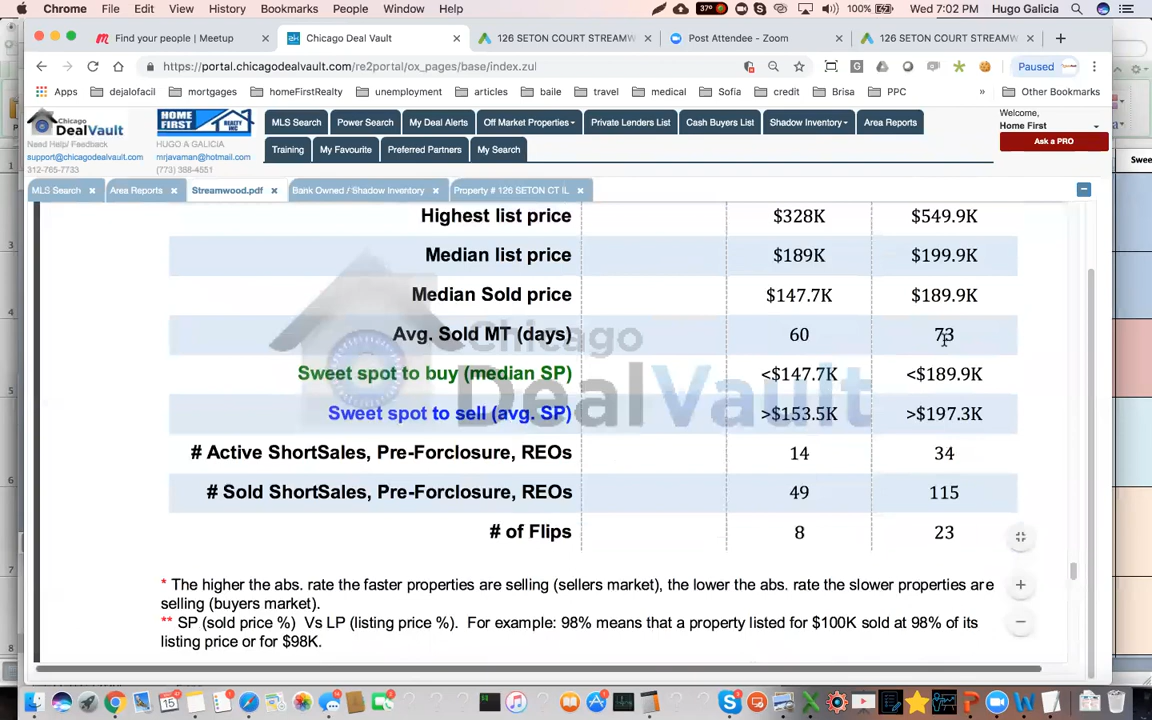 Chrome File Edit View History Bookmarks People Window Help 37° 100% Wed 7:02 PM Hugo Galicia
Find your people | Meetup Chicago Deal Vault 126 SETON COURT STREAMW Post Attendee - Zoom 126 SETON COURT STREAMW
https://portal.chicagodealvault.com/re2portal/ox_pages/base/index.zul Paused
Apps dejalofacil mortgages homeFirstRealty unemployment articles baile travel medical Sofia credit Brisa PPC » Other Bookmarks
Chicago
DealVault
Need Help/ Feedback
support@chicagodealvault.com
312-765-7733
HOME
FIRST
REALTY
INC
HUGO A GALICIA
mrjavaman@hotmail.com
(773) 388-4551
MLS Search Power Search My Deal Alerts Off Market Properties Private Lenders List Cash Buyers List Shadow Inventory Area Reports
Training My Favourite Preferred Partners My Search
Welcome,
Home First
Ask a PRO
MLS Search Area Reports Streamwood.pdf Bank Owned / Shadow Inventory Property # 126 SETON CT IL
Highest list price $328K $549.9K
Median list price $189K $199.9K
Median Sold price $147.7K $189.9K
Avg. Sold MT (days) 60 73
Sweet spot to buy (median SP) <$147.7K <$189.9K
Sweet spot to sell (avg. SP) >$153.5K >$197.3K
# Active ShortSales, Pre-Forclosure, REOs 14 34
# Sold ShortSales, Pre-Forclosure, REOs 49 115
# of Flips 8 23
Chicago
DealVault
* The higher the abs. rate the faster properties are selling (sellers market), the lower the abs. rate the slower properties are
selling (buyers market).
** SP (sold price %) Vs LP (listing price %). For example: 98% means that a property listed for $100K sold at 98% of its
listing price or for $98K.
1
3
4
5
6
7
8
Swee